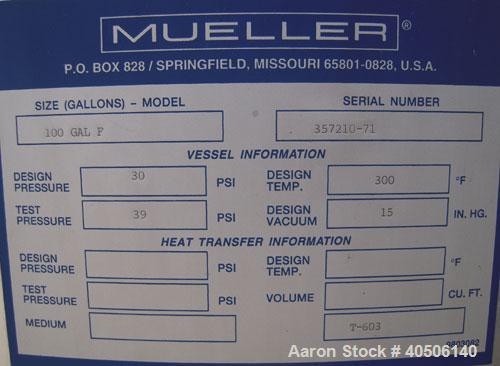 MUELLER®
P.O. BOX 828 / SPRINGFIELD, MISSOURI 65801-0828, U.S.A.
SIZE (GALLONS) - MODEL SERIAL NUMBER
100 GAL F 357210-71
VESSEL INFORMATION
DESIGN PRESSURE 30 PSI DESIGN TEMP. 300 °F
TEST PRESSURE 39 PSI DESIGN VACUUM 15 IN. HG.
HEAT TRANSFER INFORMATION
DESIGN PRESSURE PSI DESIGN TEMP. °F
TEST PRESSURE PSI VOLUME CU. FT.
MEDIUM T-603
9803082
Aaron Stock # 40506140